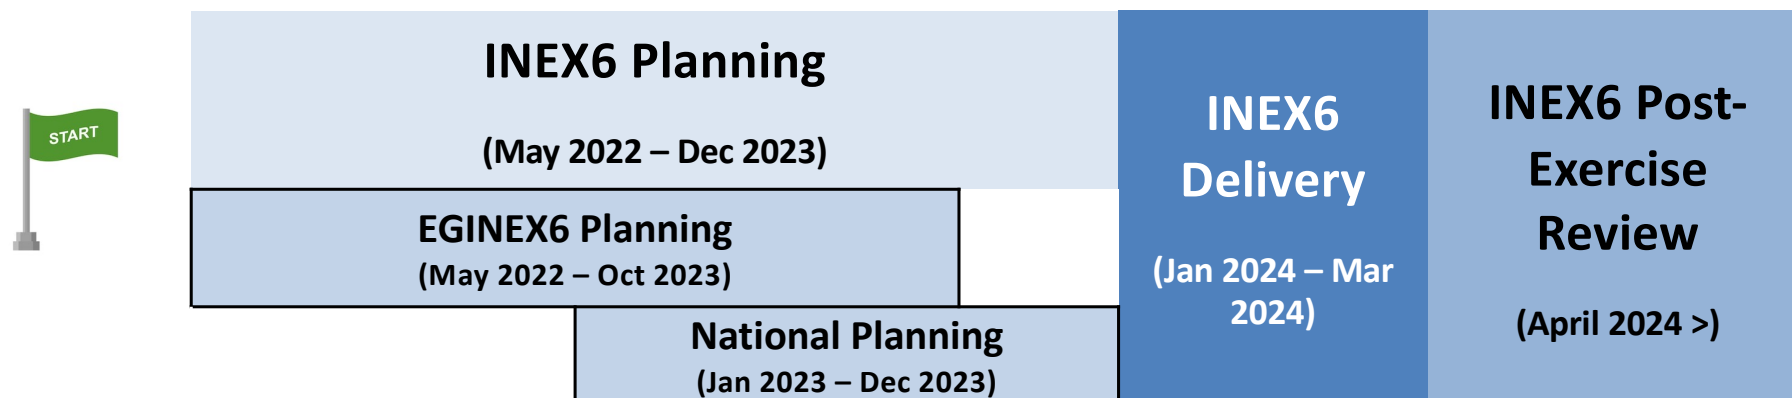 START
INEX6 Planning
(May 2022 – Dec 2023)
EGINEX6 Planning
(May 2022 – Oct 2023)
National Planning
(Jan 2023 – Dec 2023)
INEX6
Delivery
(Jan 2024 – Mar
2024)
INEX6 Post-
Exercise
Review
(April 2024 >)